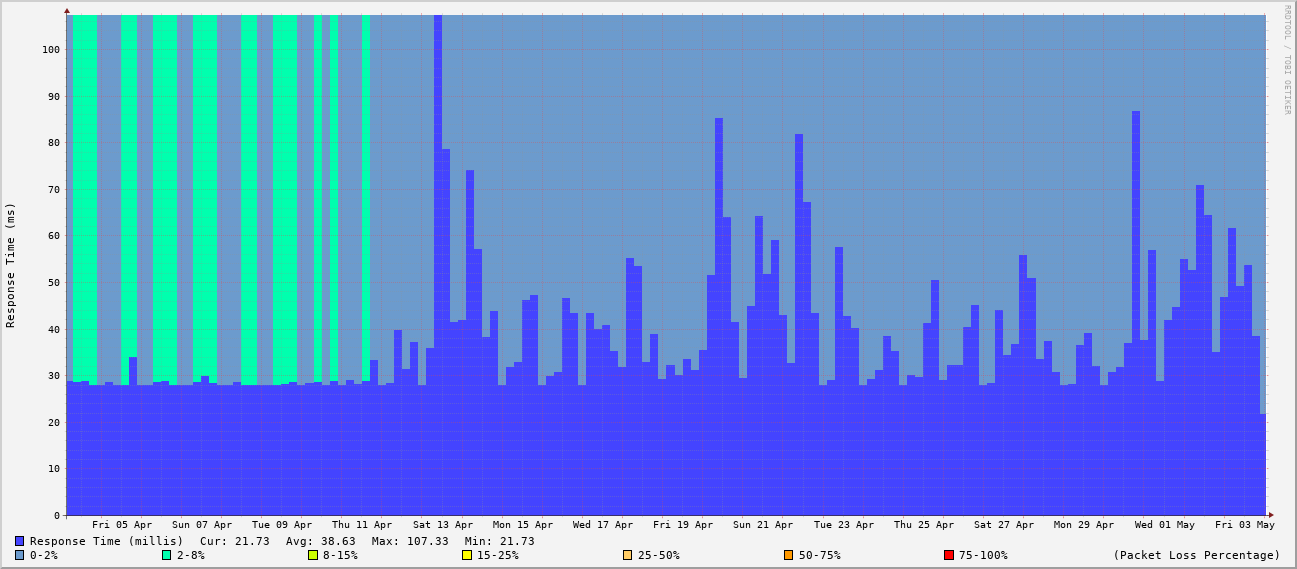 RRDTOOL / TOBI OETIKER
Response Time (ms)
100
90
80
70
60
50
40
30
20
10
0
Fri 05 Apr Sun 07 Apr Tue 09 Apr Thu 11 Apr Sat 13 Apr Mon 15 Apr Wed 17 Apr Fri 19 Apr Sun 21 Apr Tue 23 Apr Thu 25 Apr Sat 27 Apr Mon 29 Apr Wed 01 May Fri 03 May
Response Time (millis) Cur: 21.73 Avg: 38.63 Max: 107.33 Min: 21.73
0-2% 2-8% 8-15% 15-25% 25-50% 50-75% 75-100% (Packet Loss Percentage)